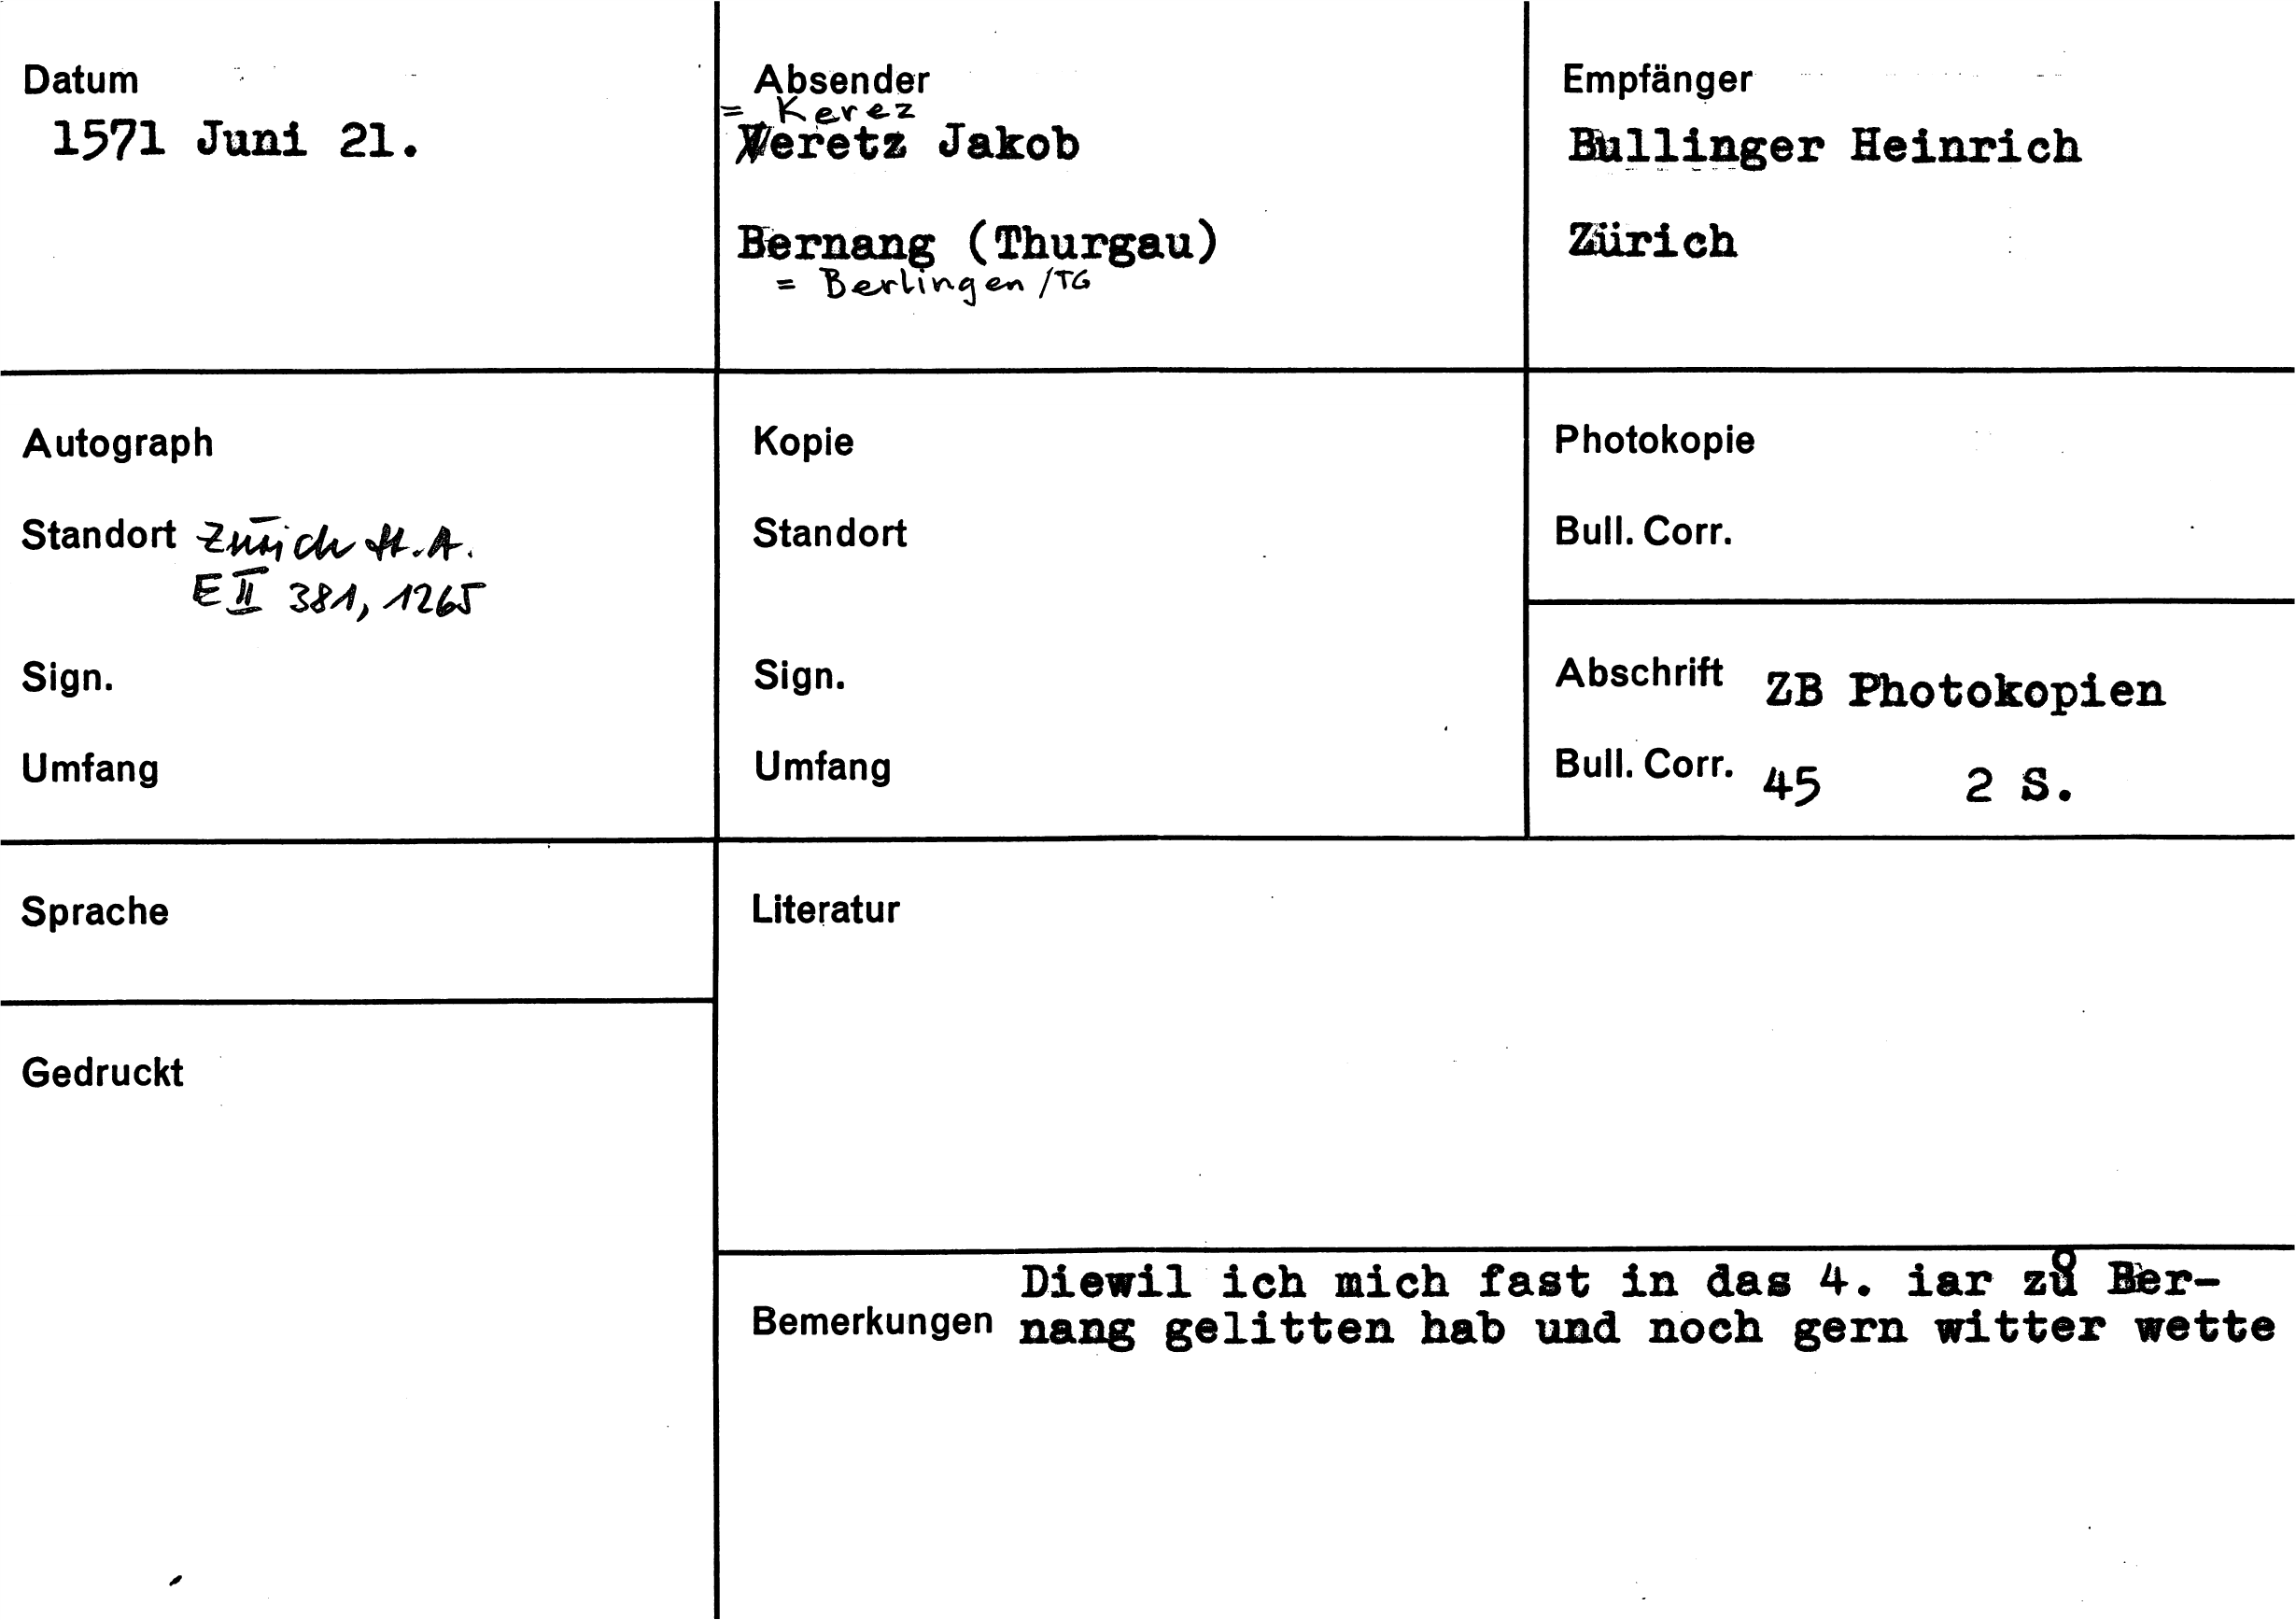 Datum
1571 Juni 21.
Absender
= Kerez
Weretz Jakob
Bernang (Thurgau)
= Berlingen /TG
Empfänger
Bullinger Heinrich
Zürich
Autograph
Standort Zürich St.A.
E II 381, 1265
Sign.
Umfang
Kopie
Standort
Sign.
Umfang
Photokopie
Bull. Corr.
Abschrift ZB Photokopien
Bull. Corr. 45 2 S.
Sprache
Literatur
Gedruckt
Bemerkungen
Diewil ich mich fast in das 4. iar zů Ber-
nang gelitten hab und noch gern witter wette